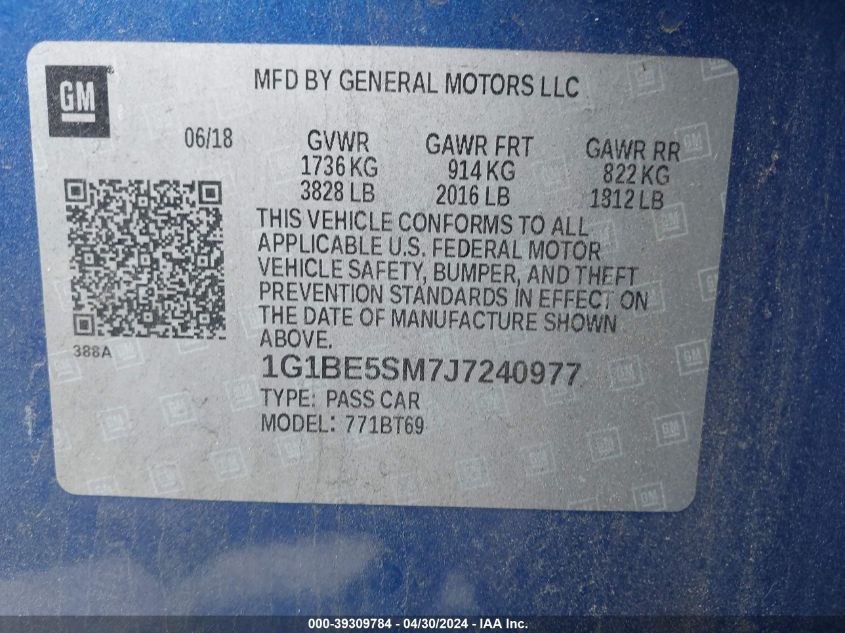 GM
MFD BY GENERAL MOTORS LLC
06/18
GVWR
1736 KG
3828 LB
GAWR FRT
914 KG
2016 LB
GAWR RR
822 KG
1812 LB
THIS VEHICLE CONFORMS TO ALL
APPLICABLE U.S. FEDERAL MOTOR
VEHICLE SAFETY, BUMPER, AND THEFT
PREVENTION STANDARDS IN EFFECT ON
THE DATE OF MANUFACTURE SHOWN
ABOVE.
388A
1G1BE5SM7J7240977
TYPE: PASS CAR
MODEL: 771BT69
000-39309784 - 04/30/2024 - IAA Inc.